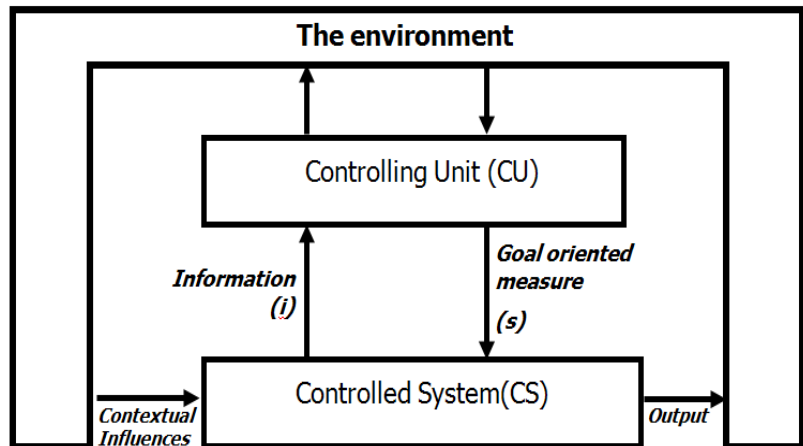 The environment
Controlling Unit (CU)
Information
(i)
Goal oriented
measure
(s)
Controlled System(CS)
Contextual
Influences
Output